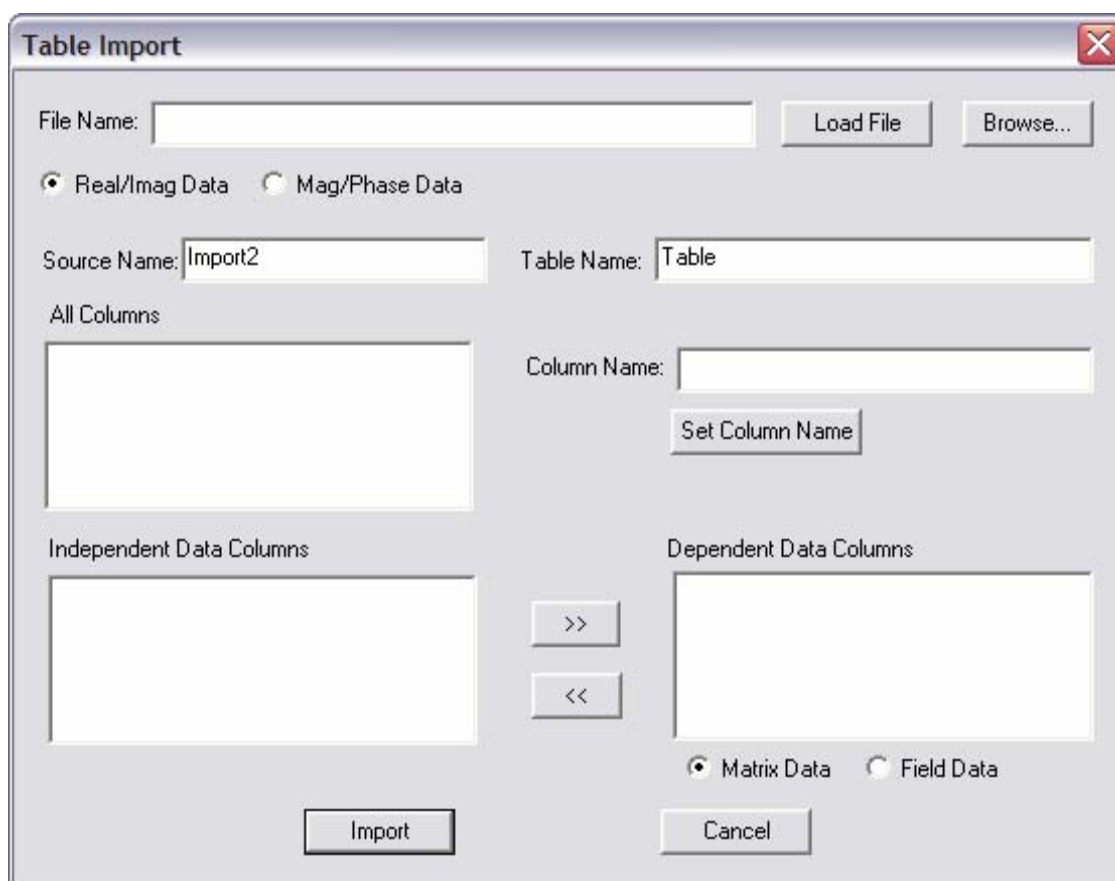 Table Import
File Name: Load File Browse...
Real/Imag Data Mag/Phase Data
Source Name: Import2 Table Name: Table
All Columns
Column Name:
Set Column Name
Independent Data Columns Dependent Data Columns
>>
<<
Matrix Data Field Data
Import Cancel